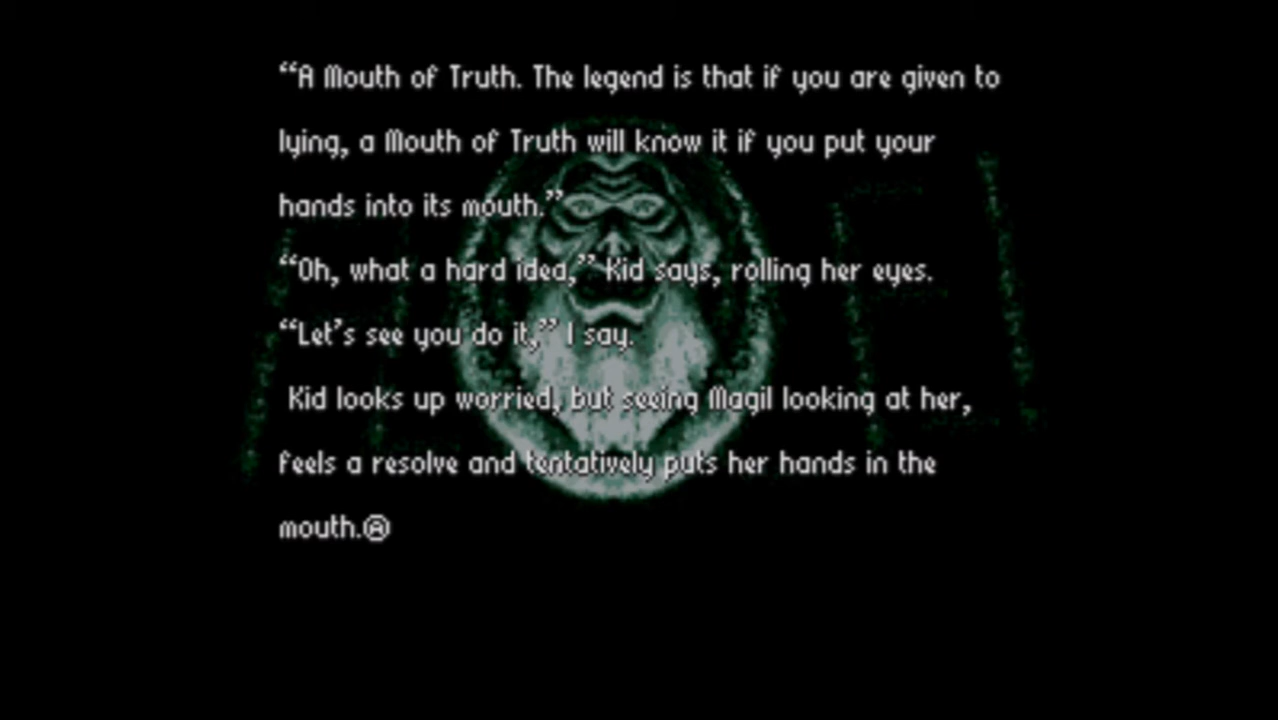 “A Mouth of Truth. The legend is that if you are given to
lying, a Mouth of Truth will know it if you put your
hands into its mouth.”
“Oh, what a hard idea,” Kid says, rolling her eyes.
“Let’s see you do it,” I say.
Kid looks up worried, but seeing Magil looking at her,
feels a resolve and tentatively puts her hands in the
mouth.Ⓐ